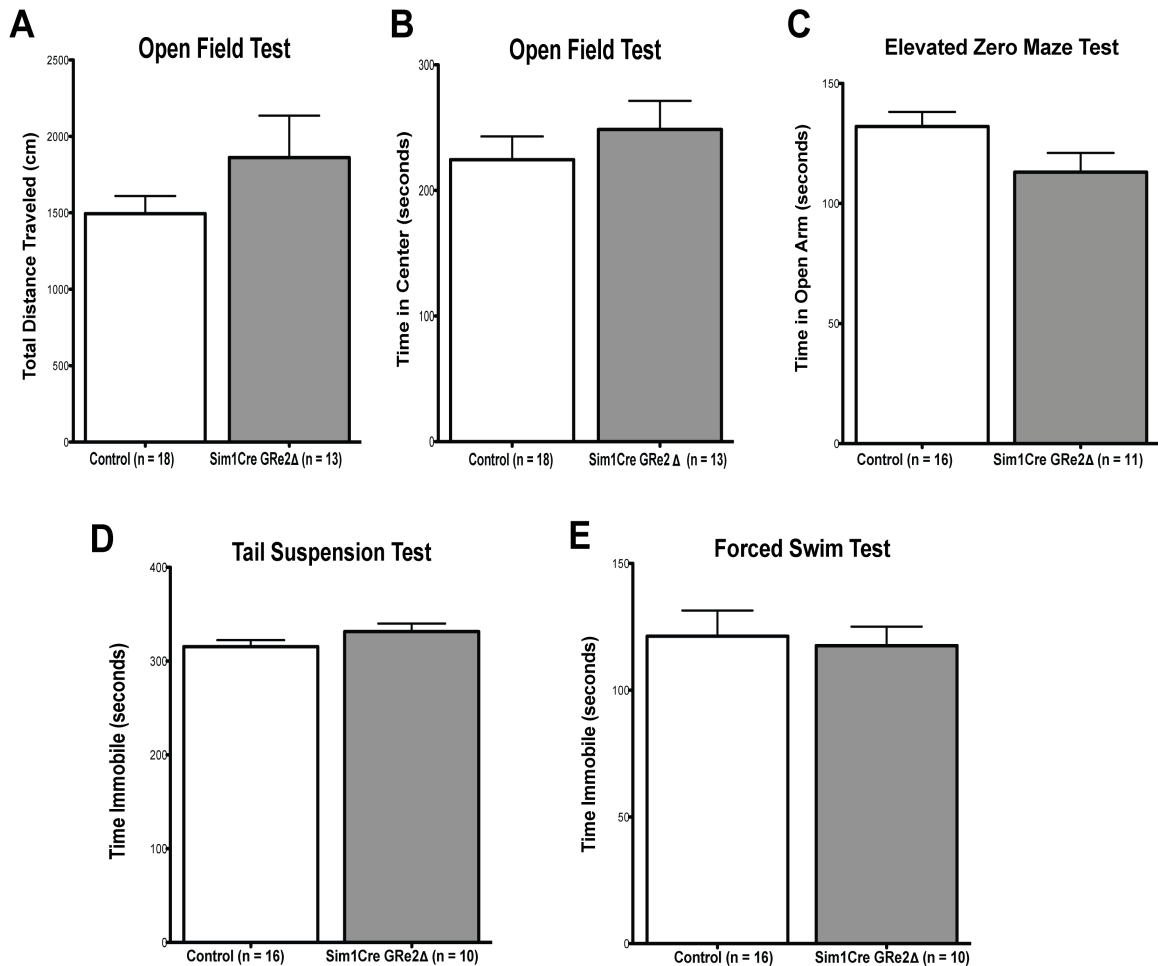 A
Open Field Test
Total Distance Traveled (cm)
2500
2000
1500
1000
500
0
Control (n = 18)
Sim1Cre GRe2Δ (n = 13)
B
Open Field Test
Time in Center (seconds)
300
200
100
0
Control (n = 18)
Sim1Cre GRe2 Δ (n = 13)
C
Elevated Zero Maze Test
Time in Open Arm (seconds)
150
100
50
0
Control (n = 16)
Sim1Cre GRe2Δ (n = 11)
D
Tail Suspension Test
Time Immobile (seconds)
400
300
200
100
0
Control (n = 16)
Sim1Cre GRe2Δ (n = 10)
E
Forced Swim Test
Time Immobile (seconds)
150
100
50
0
Control (n = 16)
Sim1Cre GRe2Δ (n = 10)